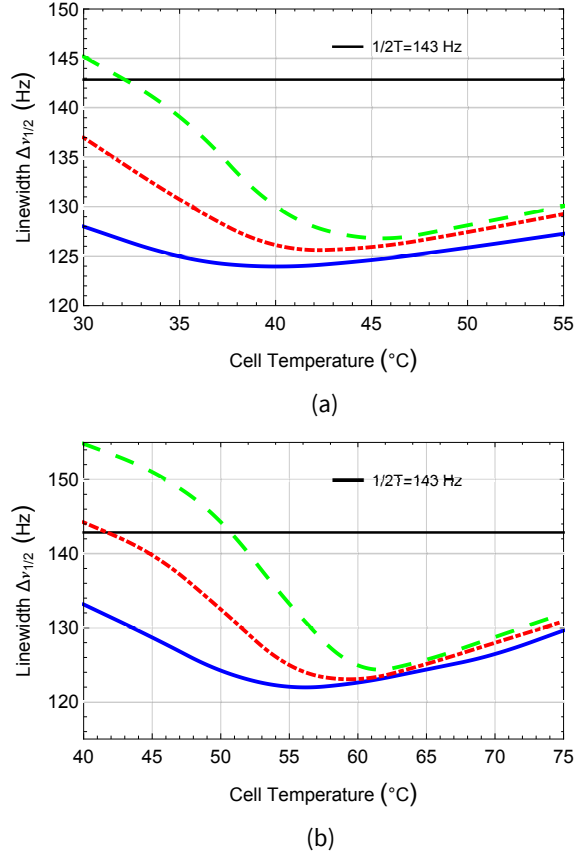 150
145
140
135
130
125
120
30 35 40 45 50 55
Linewidth Δν1/2 (Hz)
1/2T=143 Hz
Cell Temperature (°C)
(a)
150
140
130
120
40 45 50 55 60 65 70 75
Linewidth Δν1/2 (Hz)
1/2T=143 Hz
Cell Temperature (°C)
(b)